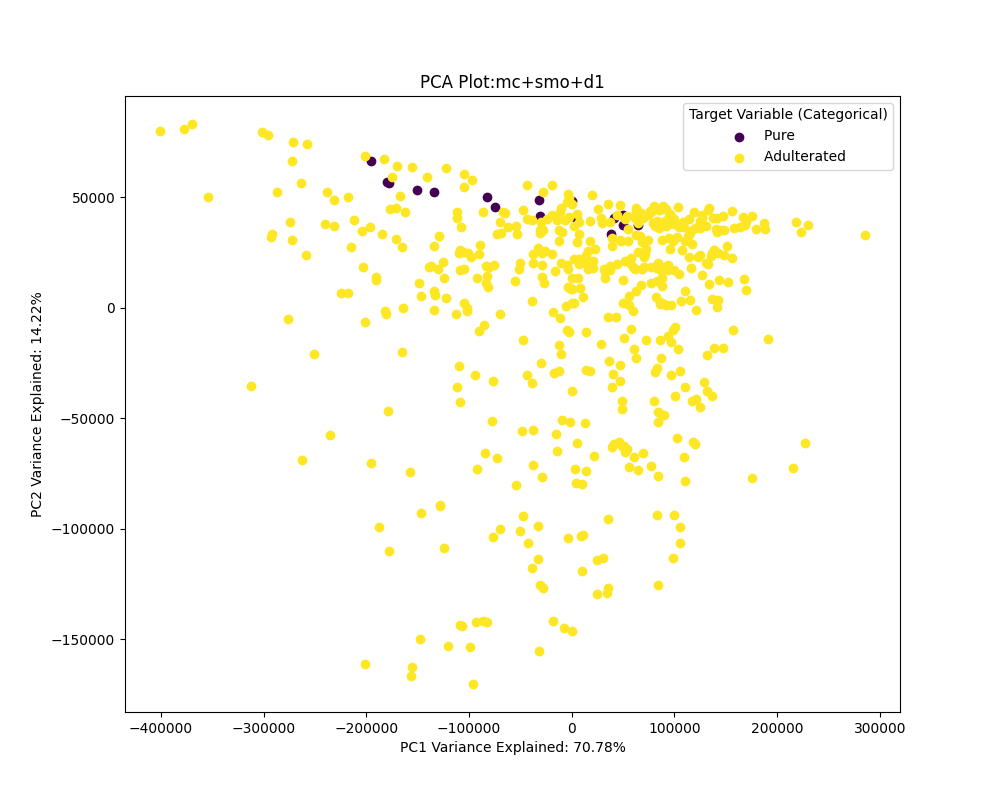 PCA Plot:mc+smo+d1
Target Variable (Categorical)
Pure
Adulterated
PC2 Variance Explained: 14.22%
50000
0
−50000
−100000
−150000
−400000
−300000
−200000
−100000
0
100000
200000
300000
PC1 Variance Explained: 70.78%